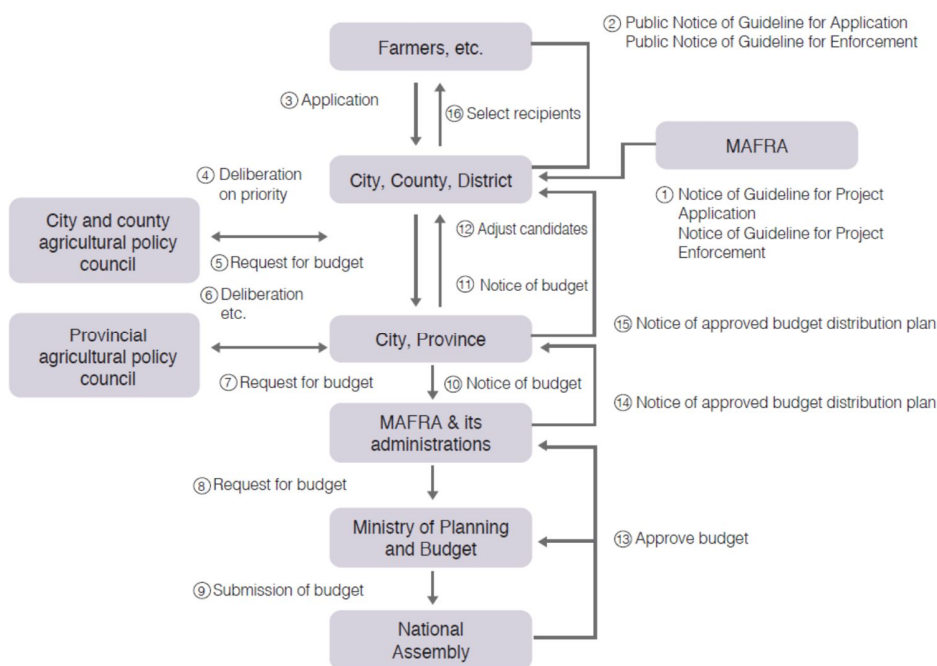 ② Public Notice of Guideline for Application
Public Notice of Guideline for Enforcement
Farmers, etc.
③ Application
⑯ Select recipients
MAFRA
④ Deliberation
on priority
City, County, District
① Notice of Guideline for Project
Application
Notice of Guideline for Project
Enforcement
City and county
agricultural policy
council
⑫ Adjust candidates
⑤ Request for budget
⑪ Notice of budget
⑥ Deliberation
etc.
Provincial
agricultural policy
council
City, Province
⑮ Notice of approved budget distribution plan
⑦ Request for budget
⑩ Notice of budget
⑭ Notice of approved budget distribution plan
MAFRA & its
administrations
⑧ Request for budget
Ministry of Planning
and Budget
⑬ Approve budget
⑨ Submission of budget
National
Assembly